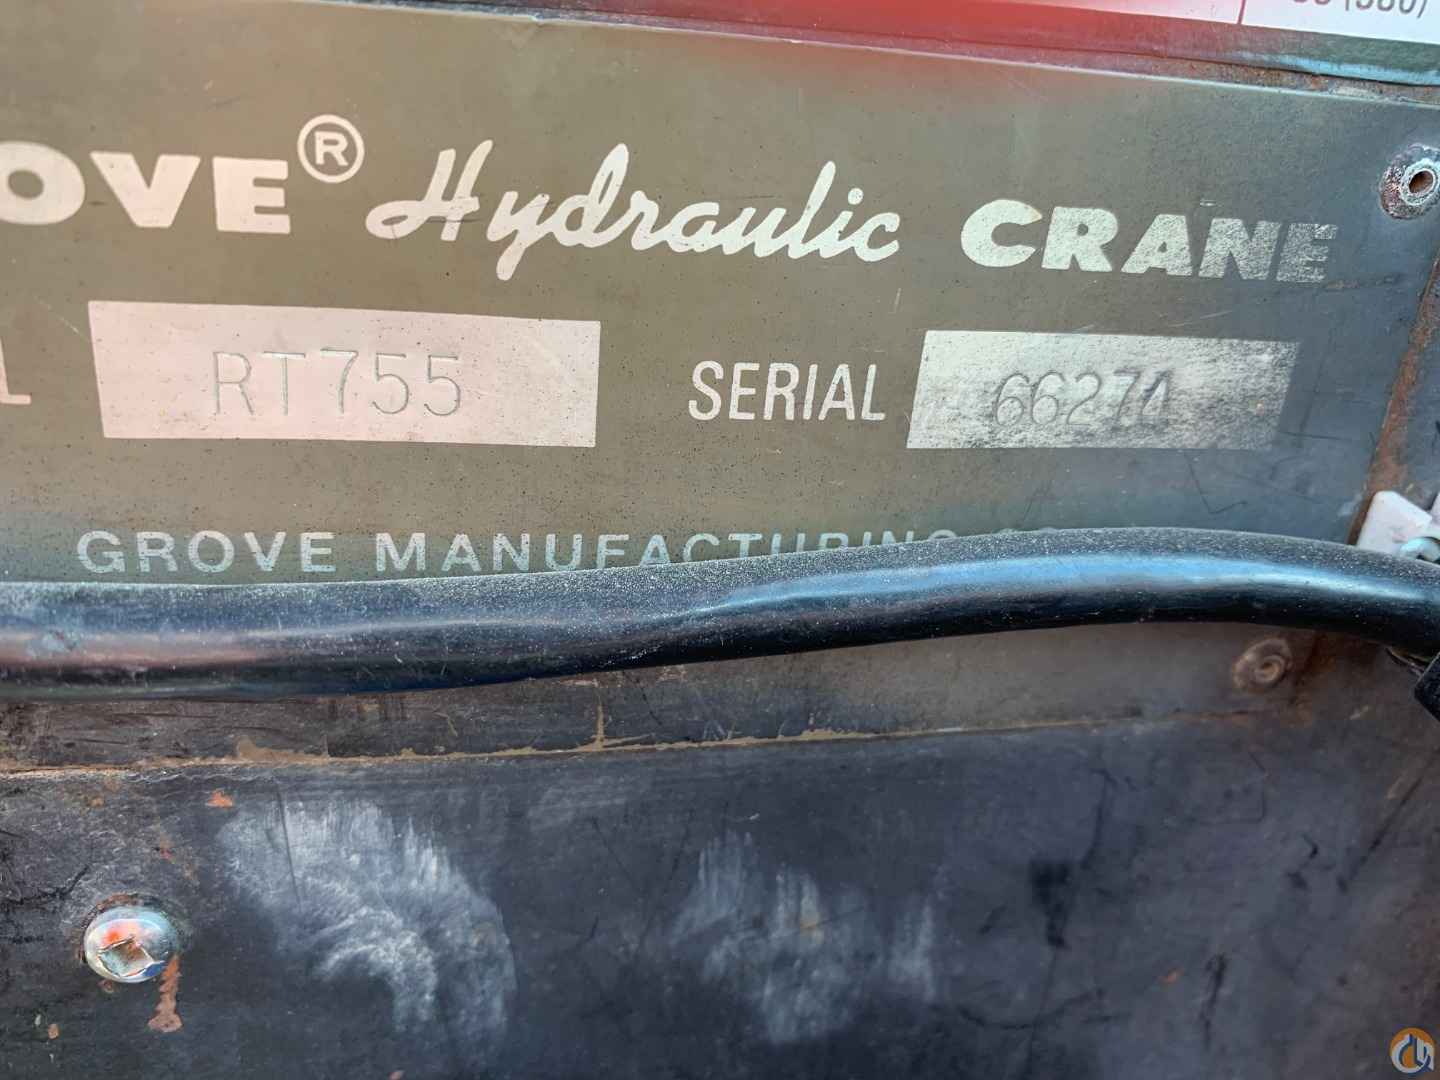 OVE® Hydraulic CRANE
L RT755 SERIAL 66274
GROVE MANUFACTURING